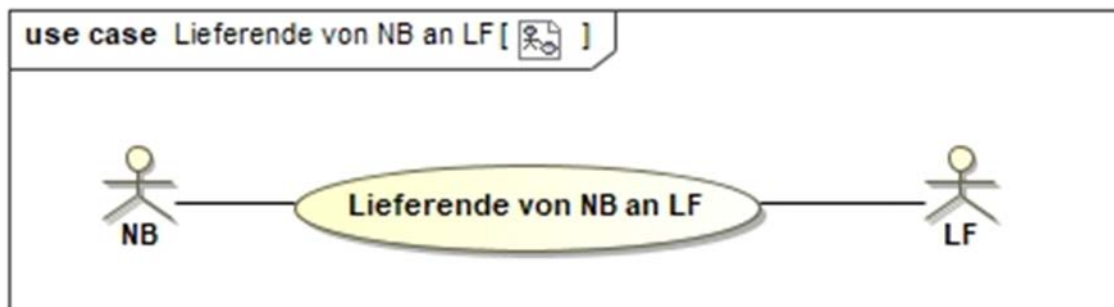 use case Lieferende von NB an LF [ ]
Lieferende von NB an LF
NB
LF